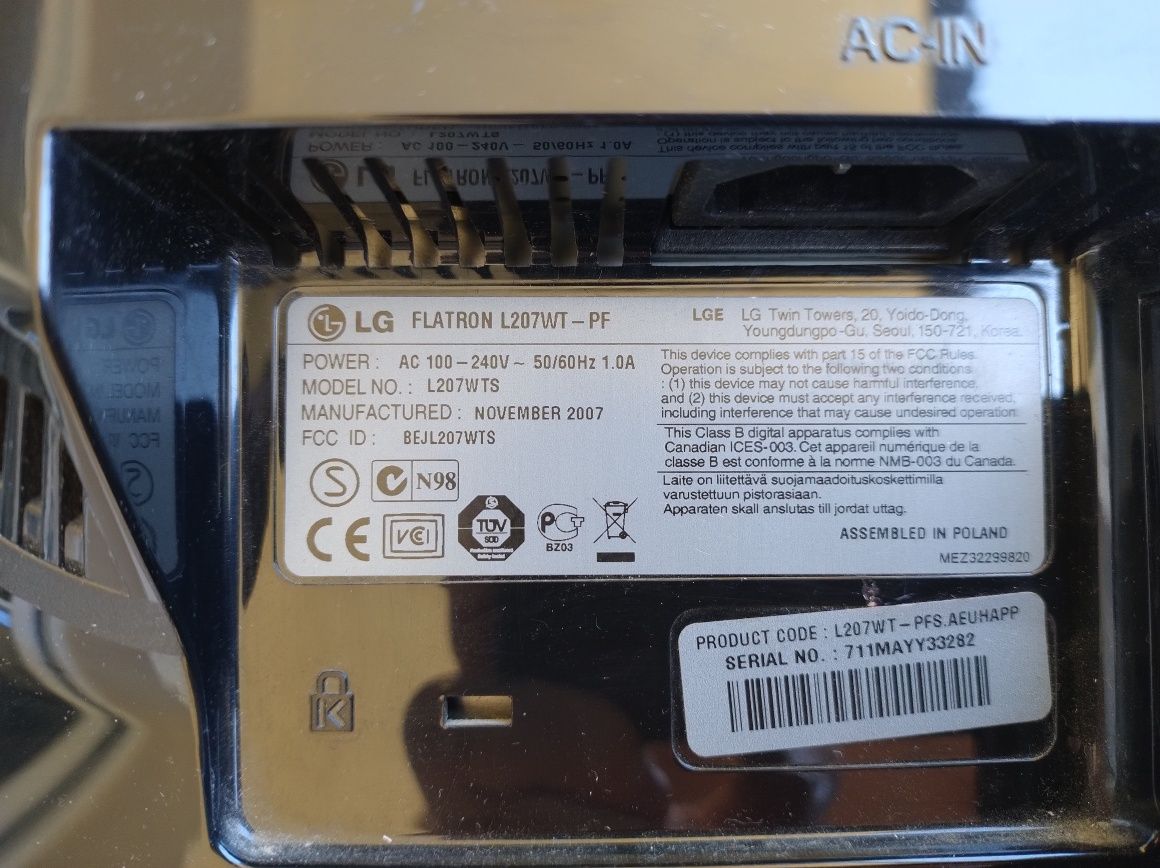 AC-IN
LG FLATRON L207WT-PF
LGE LG Twin Towers, 20, Yoido-Dong,
Youngdungpo-Gu, Seoul, 150-721, Korea.
POWER : AC 100-240V ~ 50/60Hz 1.0A
MODEL NO. : L207WTS
MANUFACTURED : NOVEMBER 2007
FCC ID : BEJL207WTS
This device complies with part 15 of the FCC Rules.
Operation is subject to the following two conditions
: (1) this device may not cause harmful interference.
and (2) this device must accept any interference received,
including interference that may cause undesired operation.
This Class B digital apparatus complies with
Canadian ICES-003. Cet appareil numérique de la
classe B est conforme à la norme NMB-003 du Canada.
Laite on liitettävä suojamaadoituskoskettimilla
varustettuun pistorasiaan.
Apparaten skall anslutas till jordat uttag.
S N98
CE VCCI TÜV SÜD PCT BZ03
ASSEMBLED IN POLAND
MEZ32299820
PRODUCT CODE : L207WT-PFS.AEUHAPP
SERIAL NO. : 711MAYY33282
K